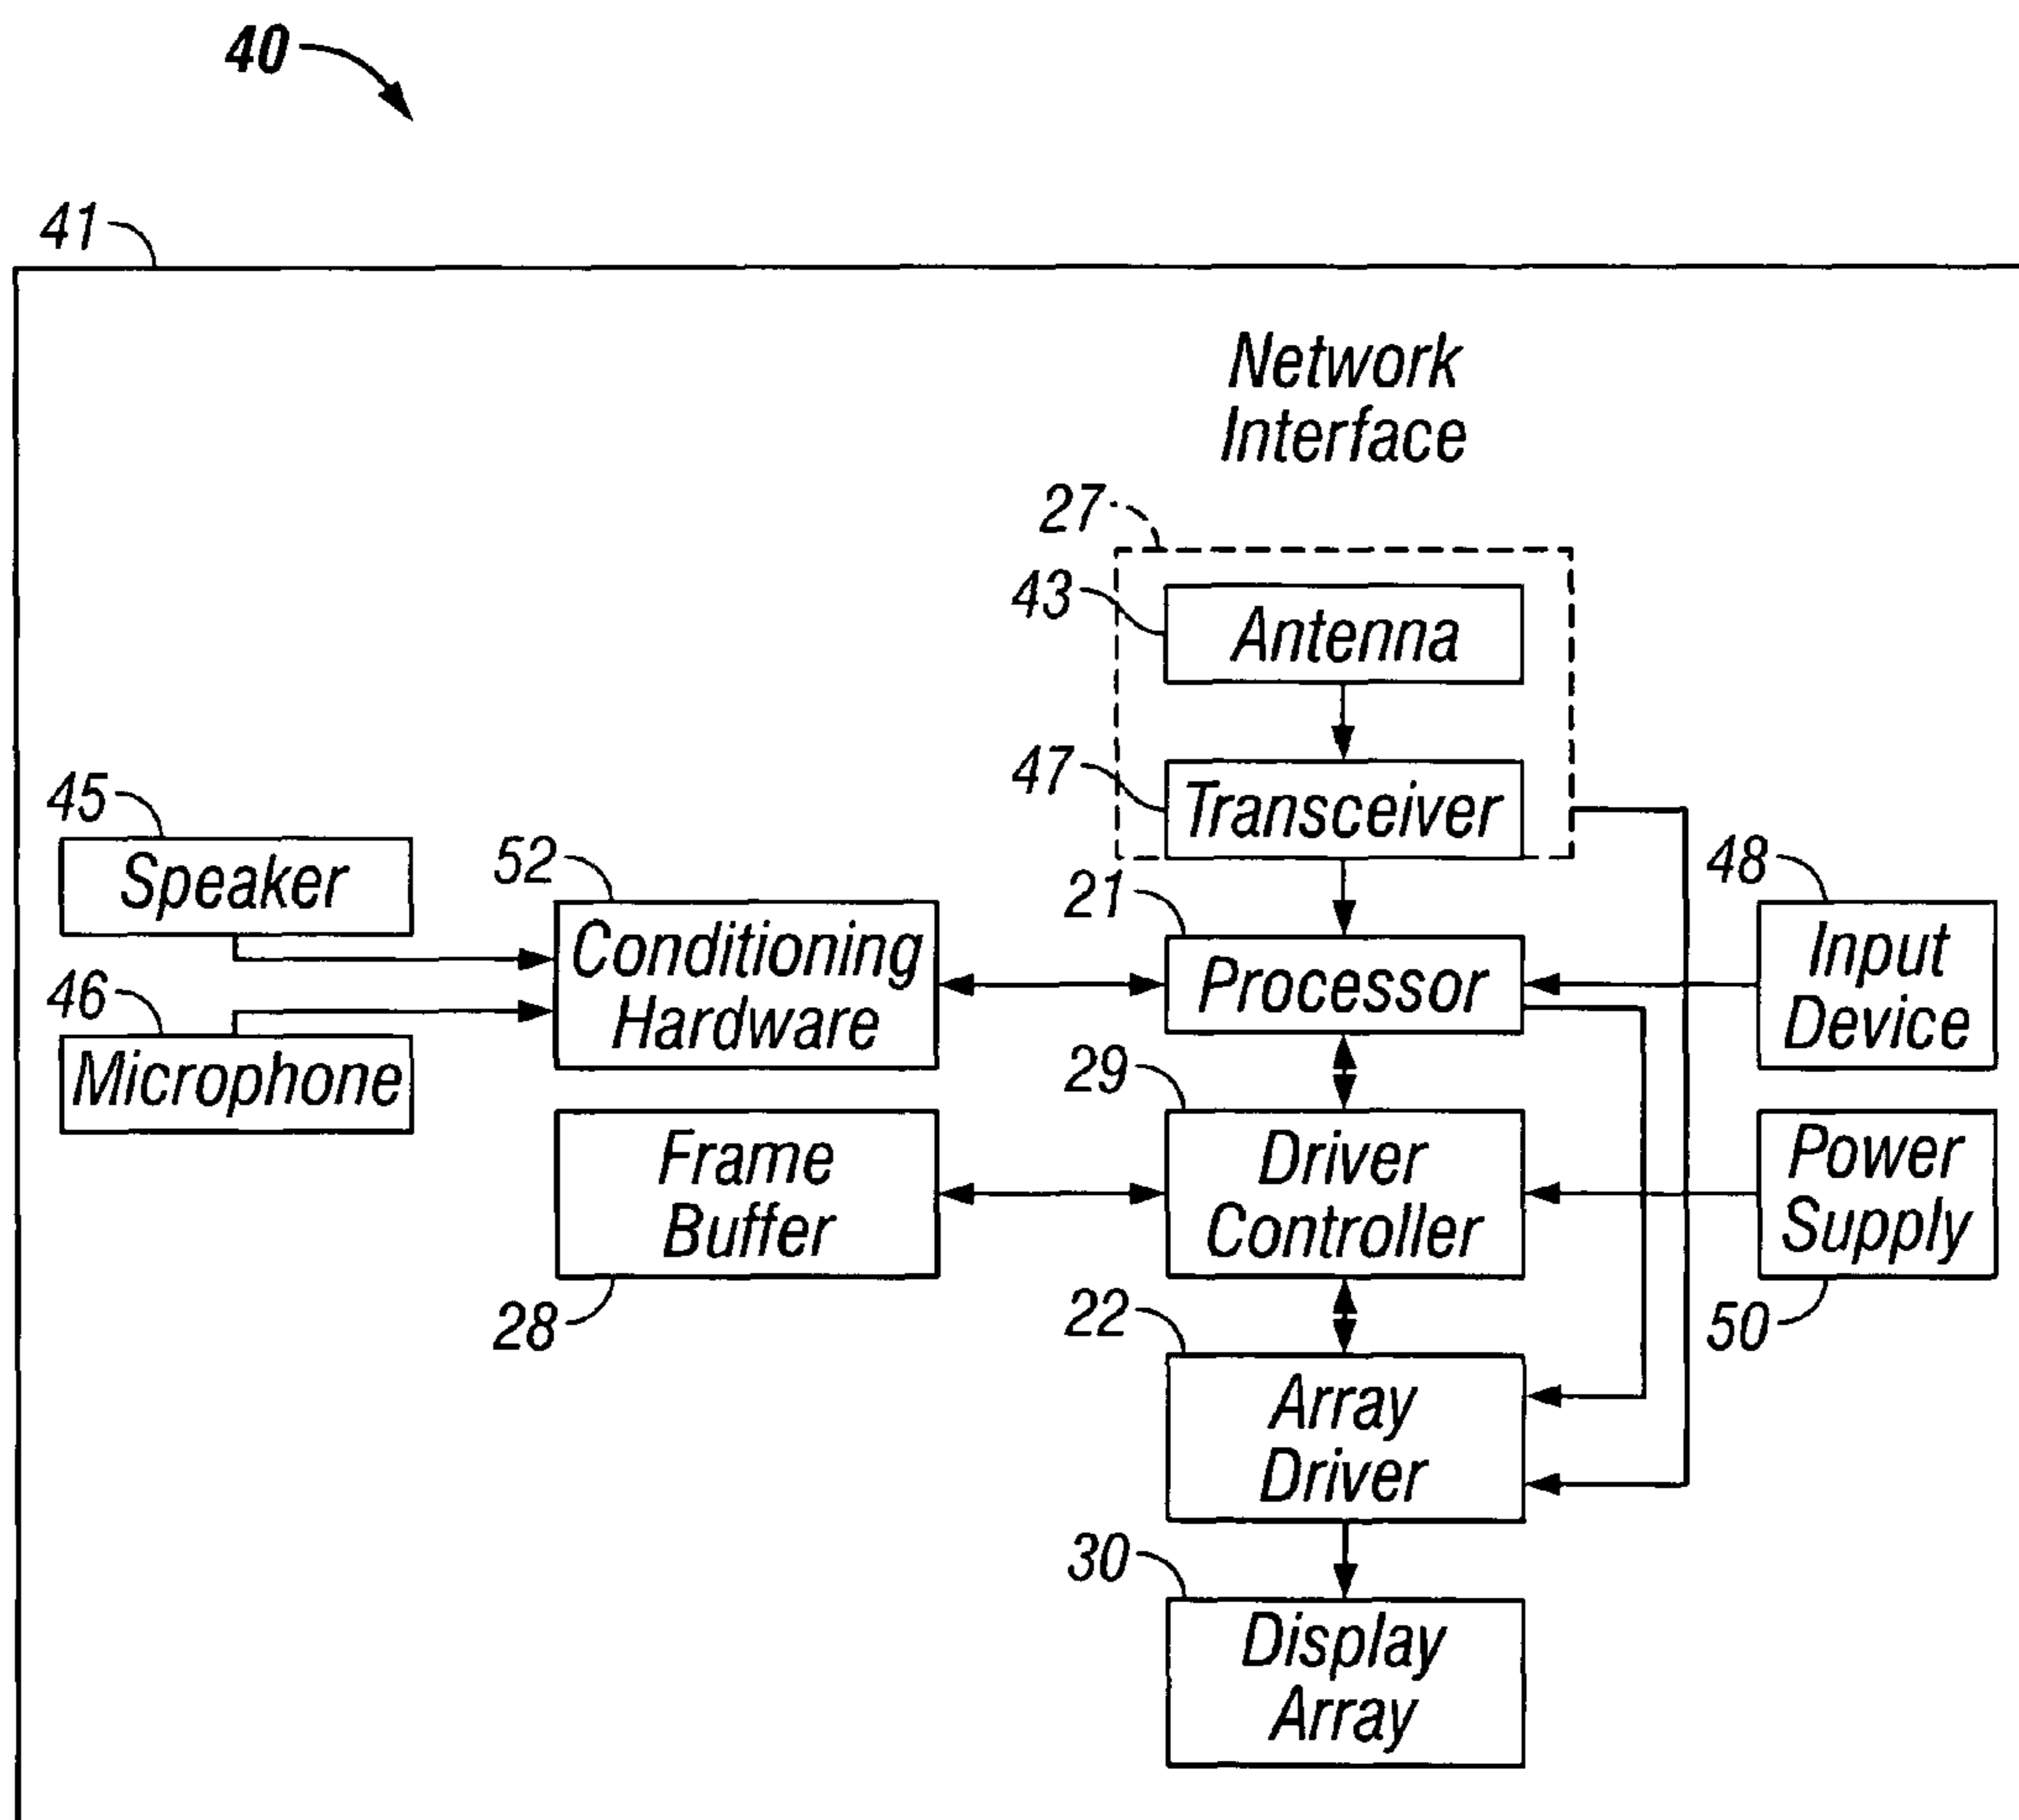 40
41
Network
Interface
27
43
Antenna
47
Transceiver
45
Speaker
52
Conditioning
Hardware
21
Processor
48
Input
Device
46
Microphone
29
Driver
Controller
Frame
Buffer
28
Power
Supply
50
22
Array
Driver
30
Display
Array